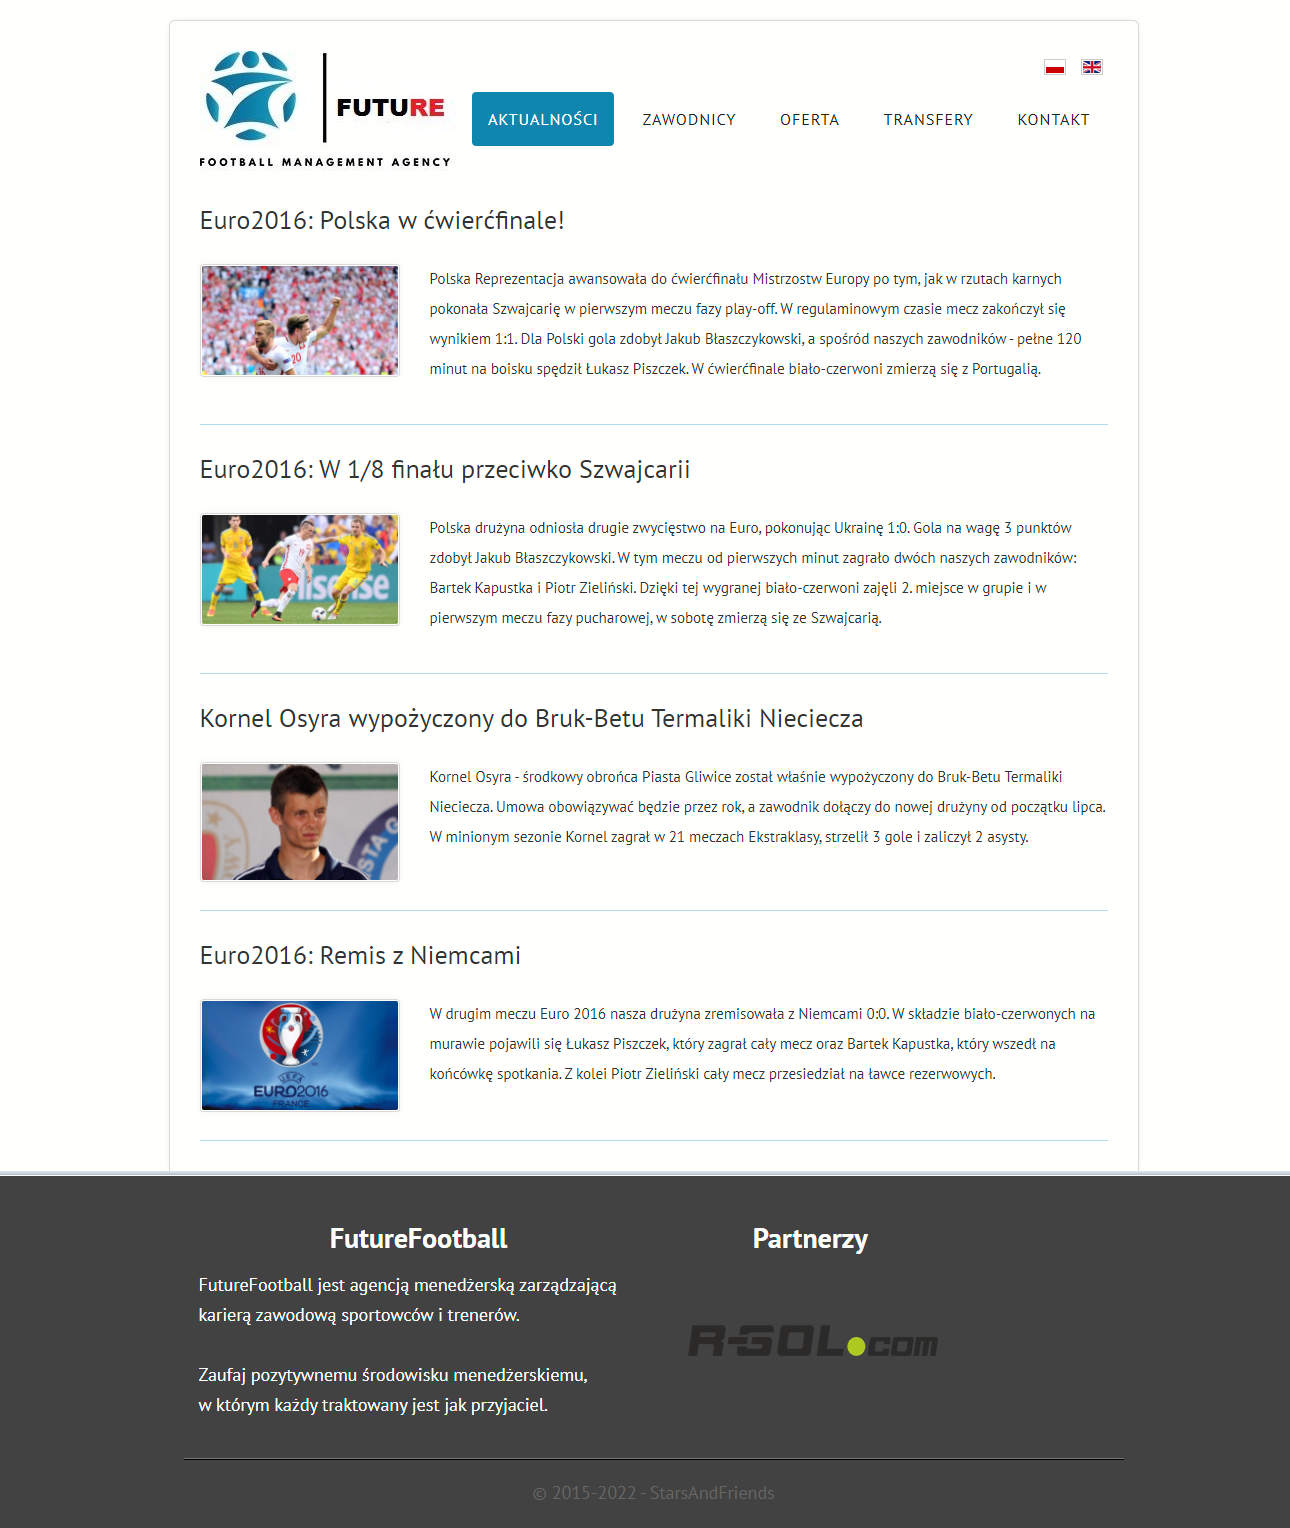 FUTURE
FOOTBALL MANAGEMENT AGENCY
AKTUALNOŚCI
ZAWODNICY
OFERTA
TRANSFERY
KONTAKT
Euro2016: Polska w ćwierćfinale!
Polska Reprezentacja awansowała do ćwierćfinału Mistrzostw Europy po tym, jak w rzutach karnych
pokonała Szwajcarię w pierwszym meczu fazy play-off. W regulaminowym czasie mecz zakończył się
wynikiem 1:1. Dla Polski gola zdobył Jakub Błaszczykowski, a spośród naszych zawodników - pełne 120
minut na boisku spędził Łukasz Piszczek. W ćwierćfinale biało-czerwoni zmierzą się z Portugalią.
Euro2016: W 1/8 finału przeciwko Szwajcarii
Hisense
Polska drużyna odniosła drugie zwycięstwo na Euro, pokonując Ukrainę 1:0. Gola na wagę 3 punktów
zdobył Jakub Błaszczykowski. W tym meczu od pierwszych minut zagrało dwóch naszych zawodników:
Bartek Kapustka i Piotr Zieliński. Dzięki tej wygranej biało-czerwoni zajęli 2. miejsce w grupie i w
pierwszym meczu fazy pucharowej, w sobotę zmierzą się ze Szwajcarią.
Kornel Osyra wypożyczony do Bruk-Betu Termaliki Nieciecza
Kornel Osyra - środkowy obrońca Piasta Gliwice został właśnie wypożyczony do Bruk-Betu Termaliki
Nieciecza. Umowa obowiązywać będzie przez rok, a zawodnik dołączy do nowej drużyny od początku lipca.
W minionym sezonie Kornel zagrał w 21 meczach Ekstraklasy, strzelił 3 gole i zaliczył 2 asysty.
Euro2016: Remis z Niemcami
UEFA
EURO2016
FRANCE
W drugim meczu Euro 2016 nasza drużyna zremisowała z Niemcami 0:0. W składzie biało-czerwonych na
murawie pojawili się Łukasz Piszczek, który zagrał cały mecz oraz Bartek Kapustka, który wszedł na
końcówkę spotkania. Z kolei Piotr Zieliński cały mecz przesiedział na ławce rezerwowych.
FutureFootball
FutureFootball jest agencją menedżerską zarządzającą
karierą zawodową sportowców i trenerów.
Zaufaj pozytywnemu środowisku menedżerskiemu,
w którym każdy traktowany jest jak przyjaciel.
Partnerzy
R-GOL.com
© 2015-2022 - StarsAndFriends